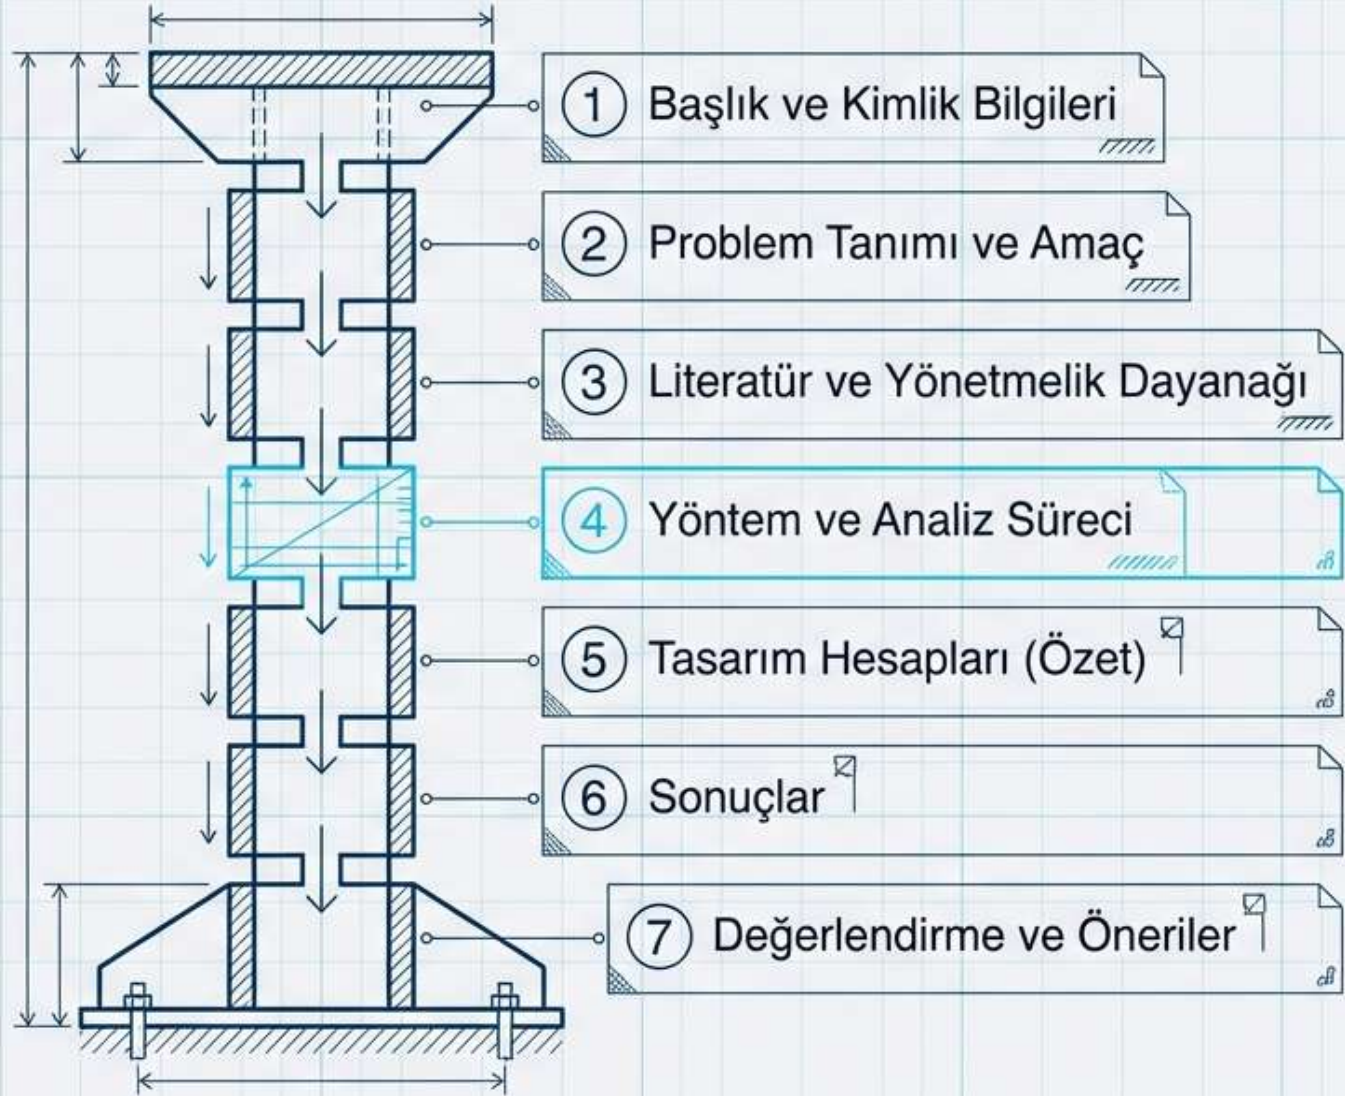 1 Başlık ve Kimlik Bilgileri
2 Problem Tanımı ve Amaç
3 Literatür ve Yönetmelik Dayanağı
4 Yöntem ve Analiz Süreci
5 Tasarım Hesapları (Özet)
6 Sonuçlar
7 Değerlendirme ve Öneriler